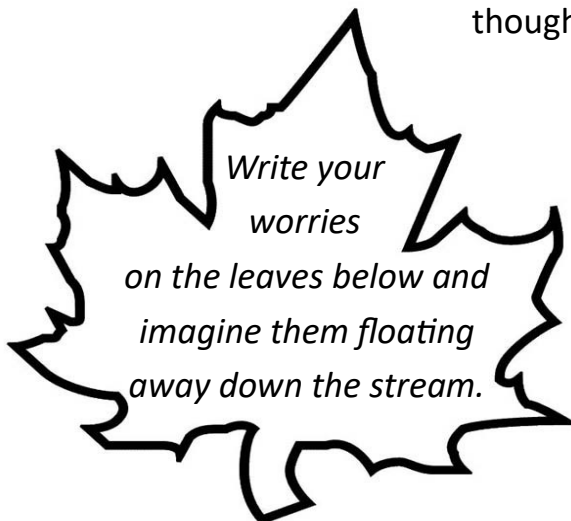 Write your
worries
on the leaves below and
imagine them floating
away down the stream.